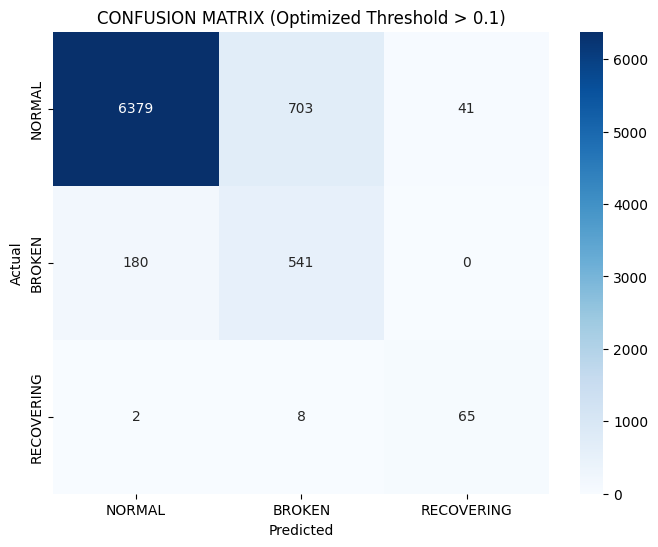 CONFUSION MATRIX (Optimized Threshold > 0.1)
Actual
NORMAL
6379 703 41
BROKEN
180 541 0
RECOVERING
2 8 65
NORMAL BROKEN RECOVERING
Predicted
6000
5000
4000
3000
2000
1000
0